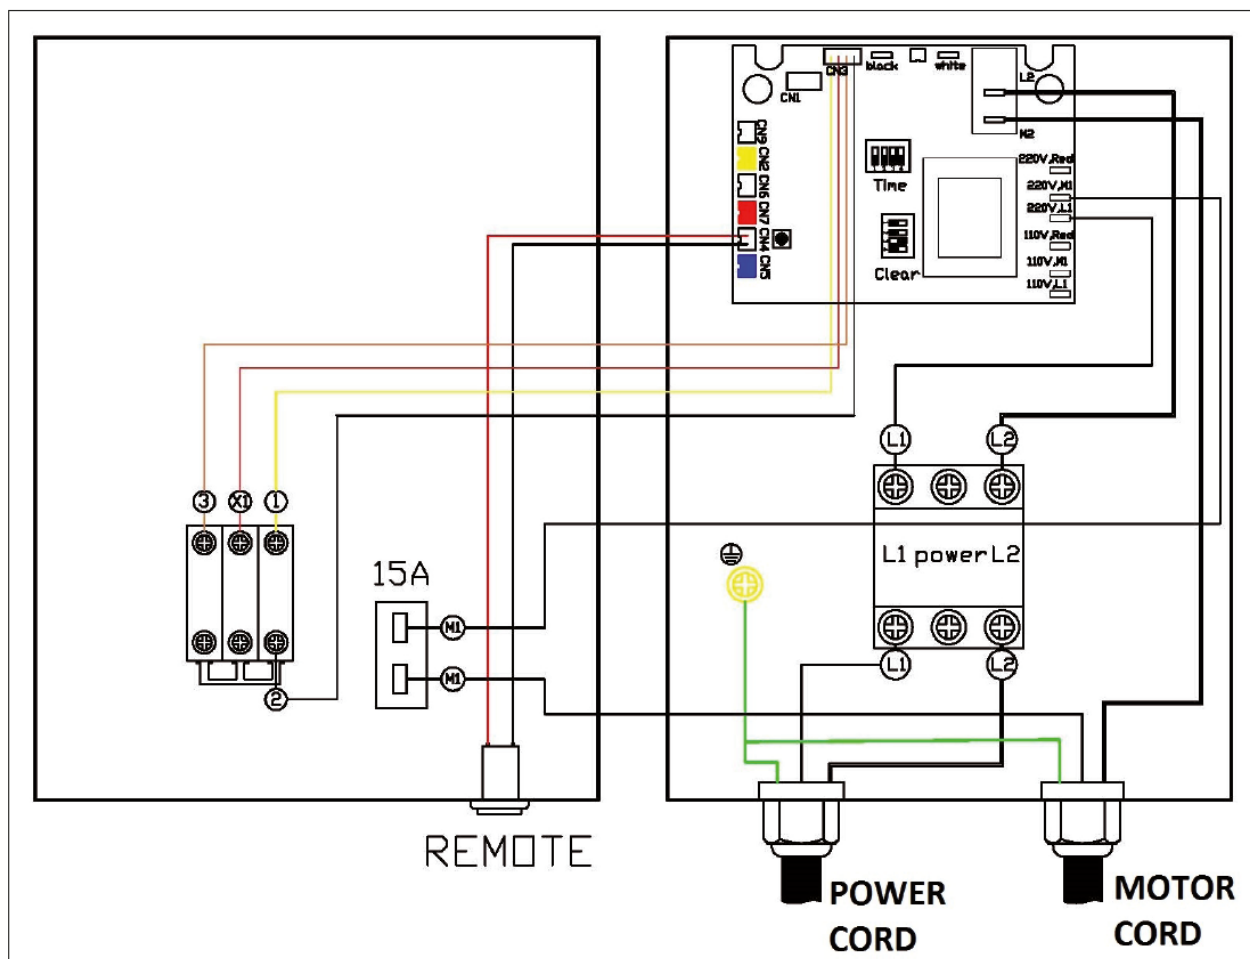 CN3
black
white
L2
CN1
M2
CN9
CN2
CN6
CN7
CN4
CN5
Time
Clear
220V,Red
220V,M1
220V,L1
110V,Red
110V,M1
110V,L1
L1
L2
3
X1
1
L1 power L2
15A
M1
M1
L1
L2
2
REMOTE
POWER
CORD
MOTOR
CORD